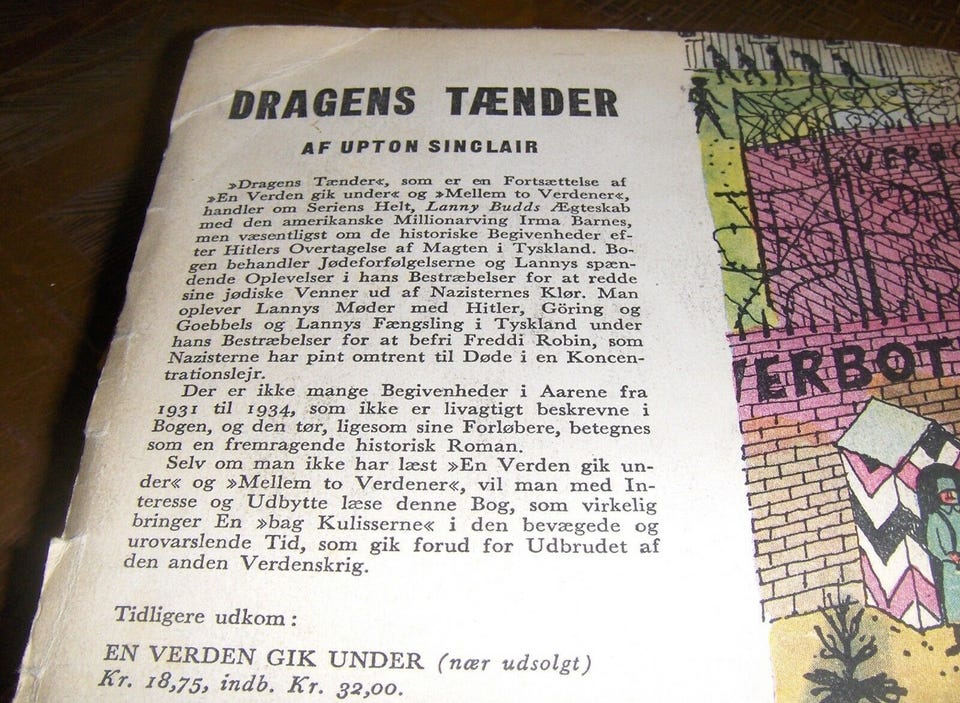 DRAGENS TÆNDER
AF UPTON SINCLAIR
»Dragens Tænder«, som er en Fortsættelse af
»En Verden gik under« og »Mellem to Verdener«,
handler om Seriens Helt, Lanny Budds Ægteskab
med den amerikanske Millionarving Irma Barnes,
men væsentligst om de historiske Begivenheder ef-
ter Hitlers Overtagelse af Magten i Tyskland. Bo-
gen behandler Jødeforfølgelserne og Lannys spæn-
dende Oplevelser i hans Bestræbelser for at redde
sine jødiske Venner ud af Nazisternes Klør. Man
oplever Lannys Møder med Hitler, Göring og
Goebbels og Lannys Fængsling i Tyskland under
hans Bestræbelser for at befri Freddi Robin, som
Nazisterne har pint omtrent til Døde i en Koncen-
trationslejr.
Der er ikke mange Begivenheder i Aarene fra
1931 til 1934, som ikke er livagtigt beskrevne i
Bogen, og den tør, ligesom sine Forløbere, betegnes
som en fremragende historisk Roman.
Selv om man ikke har læst »En Verden gik un-
der« og »Mellem to Verdener«, vil man med In-
teresse og Udbytte læse denne Bog, som virkelig
bringer En »bag Kulisserne« i den bevægede og
urovarslende Tid, som gik forud for Udbrudet af
den anden Verdenskrig.
Tidligere udkom:
EN VERDEN GIK UNDER (nær udsolgt)
Kr. 18,75, indb. Kr. 32,00.
VERBO
VERBOT